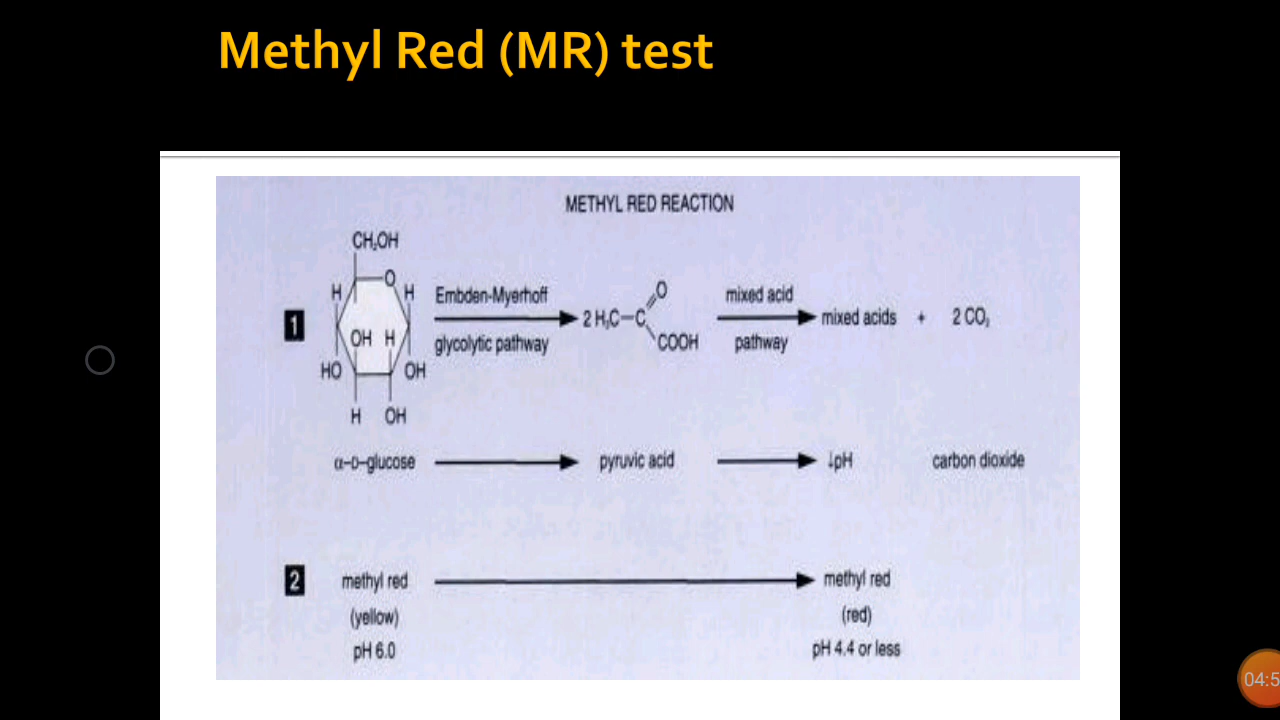 Methyl Red (MR) test
METHYL RED REACTION
CH₂OH
O
H H
Embden-Myerhoff
glycolytic pathway
1
OH H
HO OH
H OH
O
2 H₃C–C
COOH
mixed acid
pathway
mixed acids + 2 CO₂
α–D–glucose pyruvic acid ↓pH carbon dioxide
2 methyl red methyl red
(yellow) (red)
pH 6.0 pH 4.4 or less
04:5